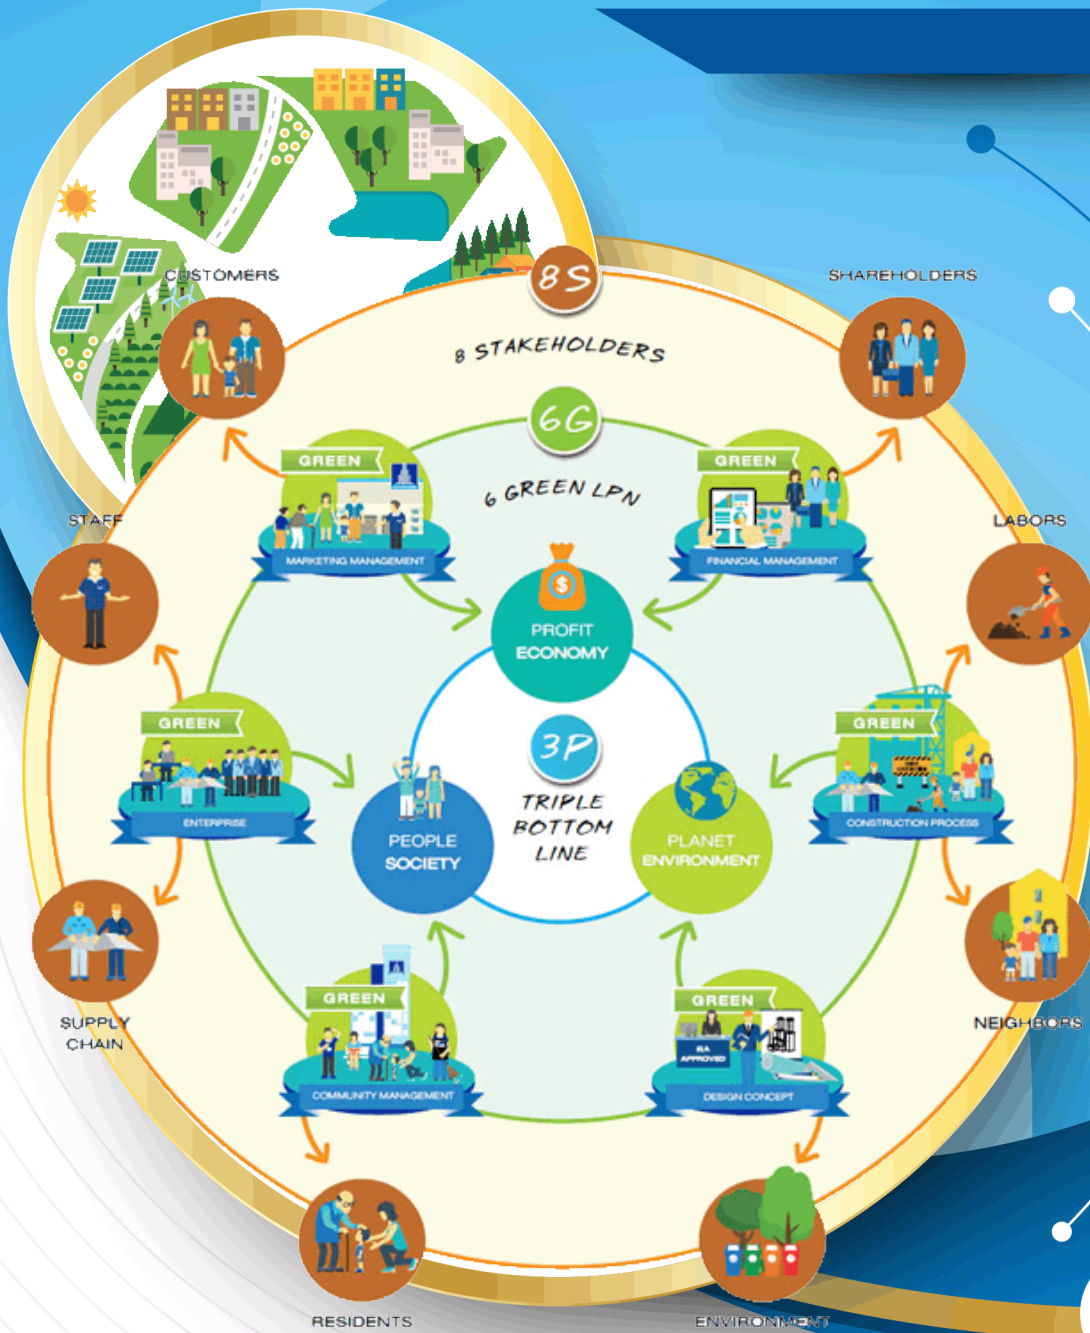 CUSTOMERS
SHAREHOLDERS
8S
8 STAKEHOLDERS
6G
6 GREEN LPN
GREEN
MARKETING MANAGEMENT
GREEN
FINANCIAL MANAGEMENT
STAFF
LABORS
PROFIT
ECONOMY
GREEN
ENTERPRISE
3P
TRIPLE
BOTTOM
LINE
GREEN
CONSTRUCTION PROCESS
PEOPLE
SOCIETY
PLANET
ENVIRONMENT
SUPPLY
CHAIN
NEIGHBORS
GREEN
COMMUNITY MANAGEMENT
GREEN
EIA
APPROVED
DESIGN CONCEPT
RESIDENTS
ENVIRONMENT